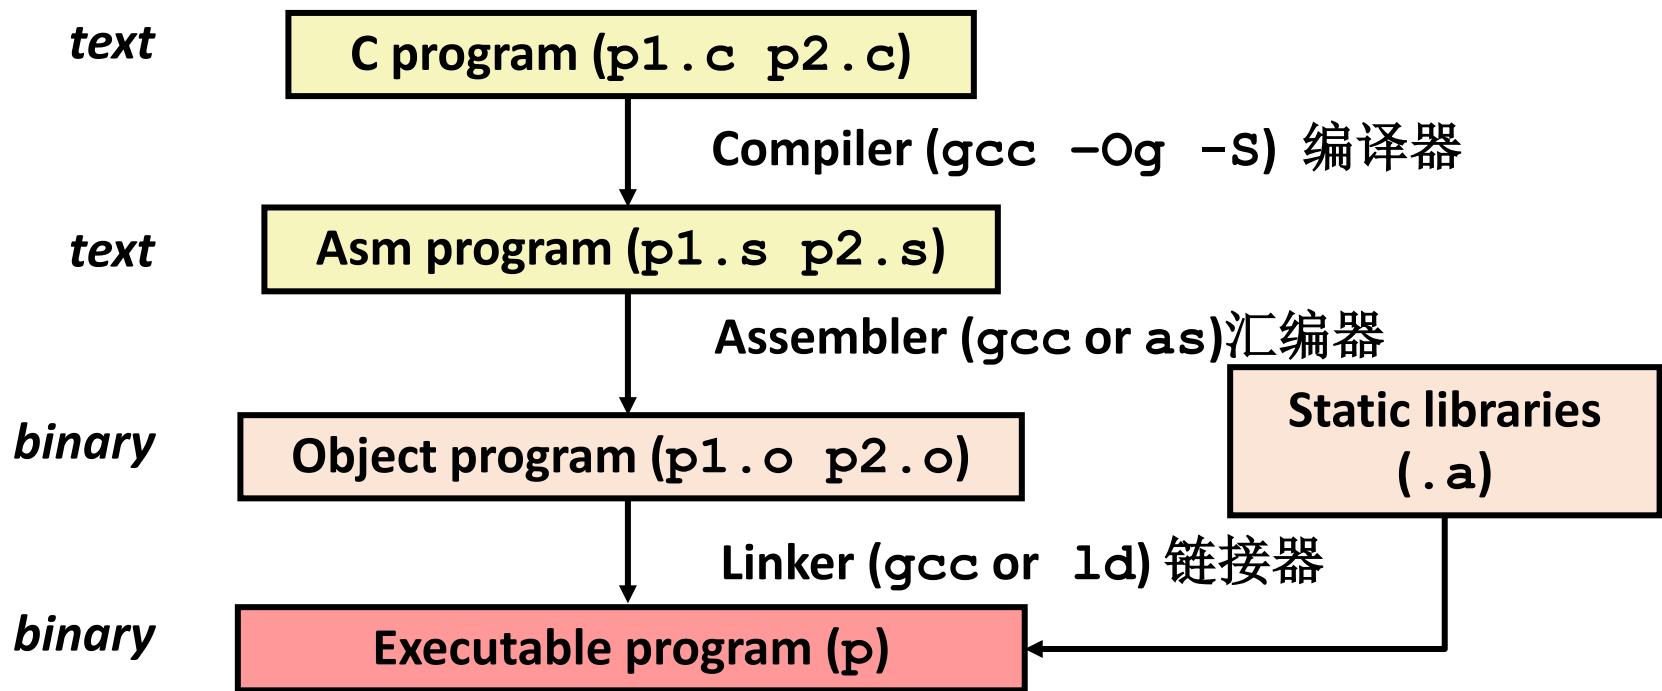 text
C program (p1.c p2.c)
Compiler (gcc –Og -S) 编译器
text
Asm program (p1.s p2.s)
Assembler (gcc or as)汇编器
Static libraries
(.a)
binary
Object program (p1.o p2.o)
Linker (gcc or ld) 链接器
binary
Executable program (p)